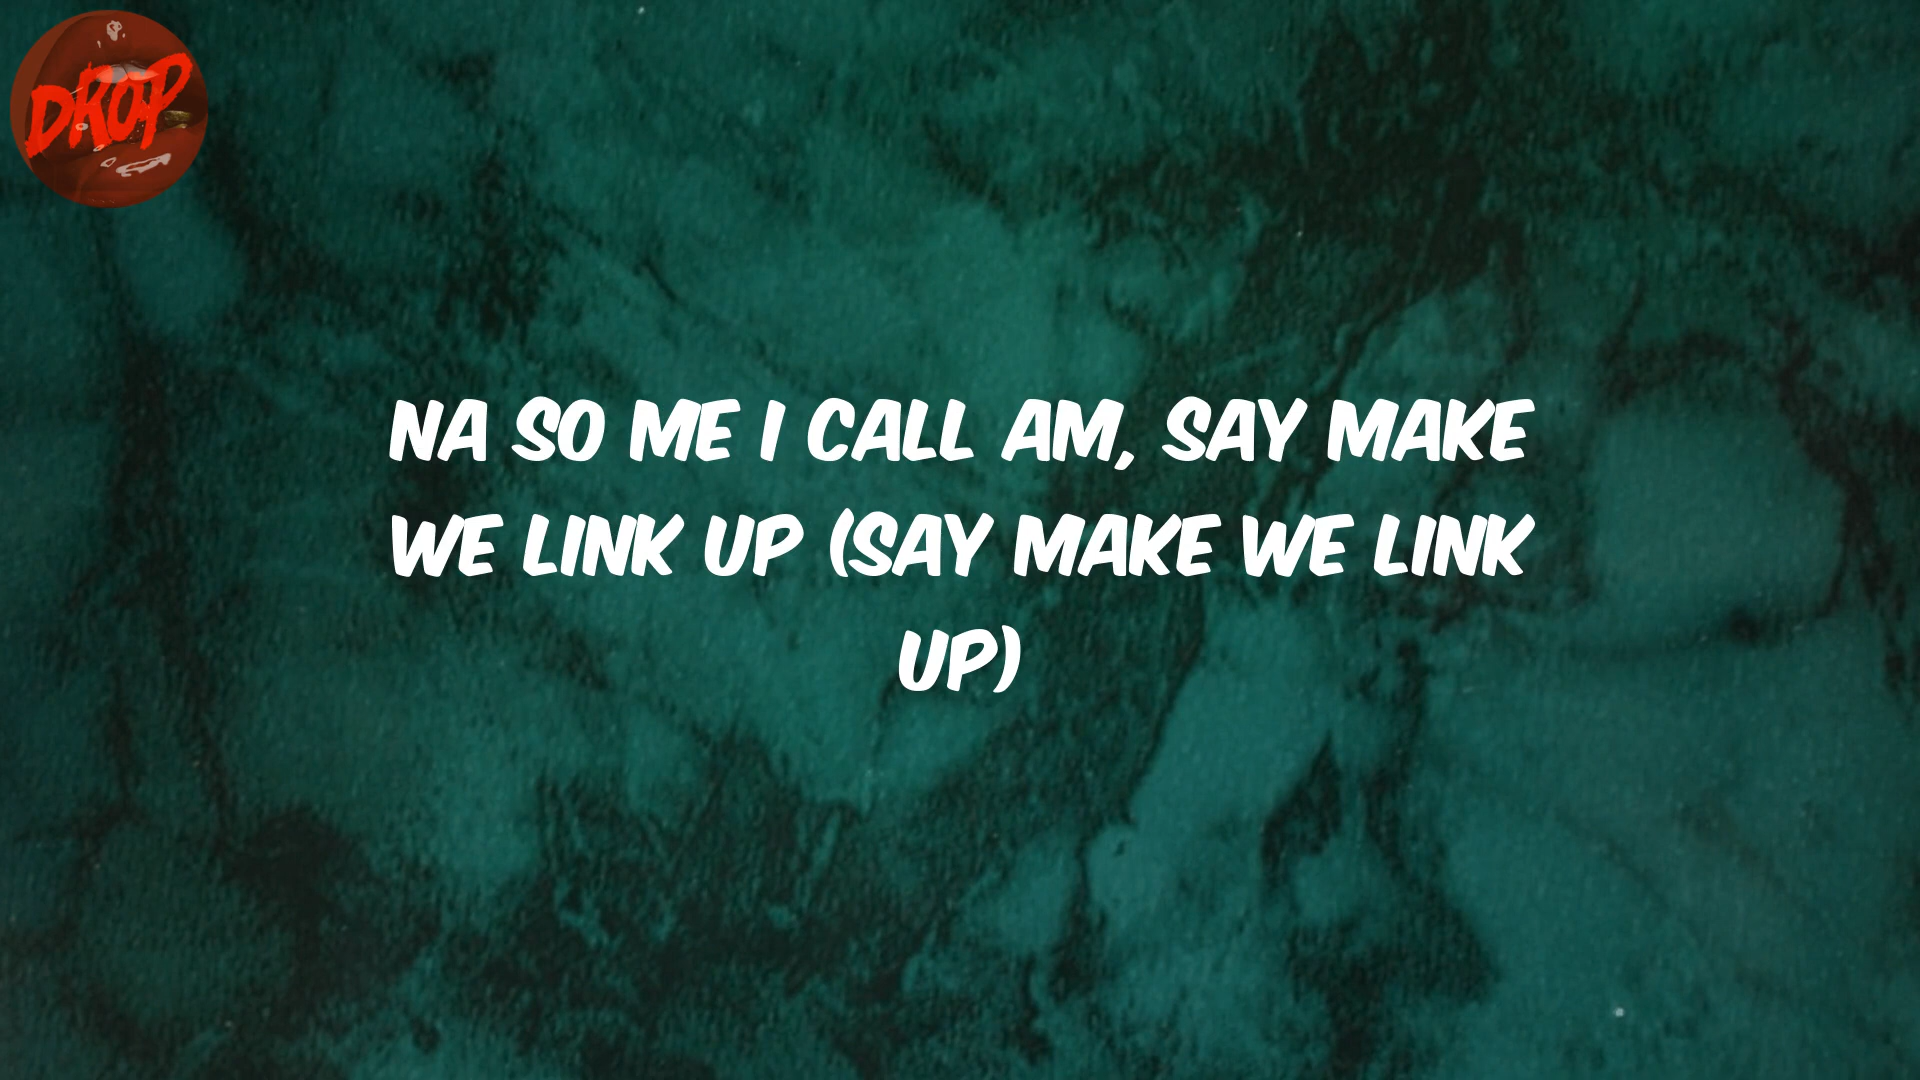 DROP
NA SO ME I CALL AM, SAY MAKE
WE LINK UP (SAY MAKE WE LINK
UP)